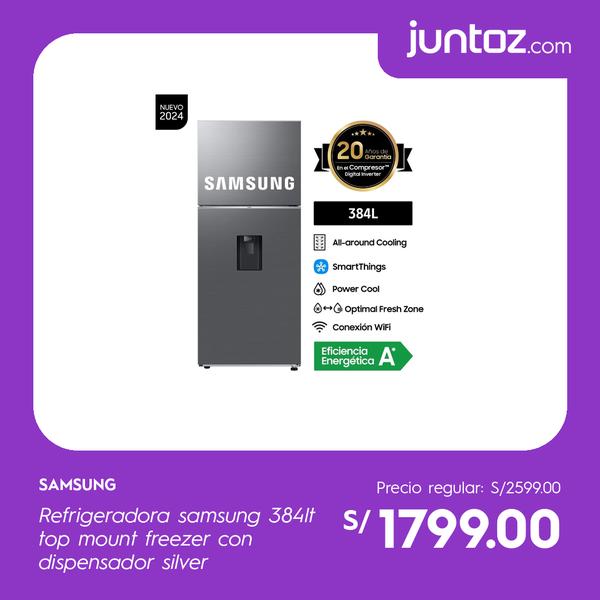 juntoz.com
NUEVO
2024
SAMSUNG
20 Años de
Garantía
En el Compresor™
Digital Inverter
384L
All-around Cooling
SmartThings
Power Cool
Optimal Fresh Zone
Conexión WiFi
Eficiencia
Energética A*
SAMSUNG
Refrigeradora samsung 384lt
top mount freezer con
dispensador silver
Precio regular: S/2599.00
S/1799.00